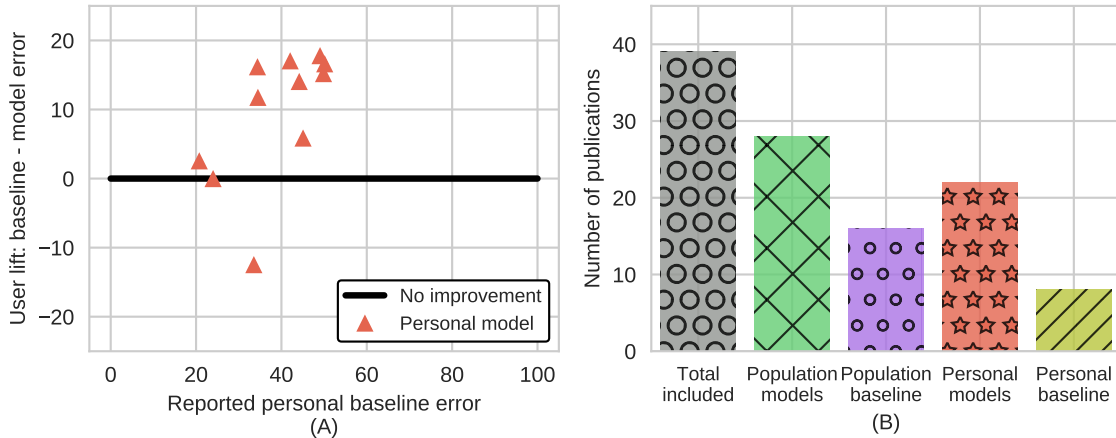 User lift: baseline - model error
20
10
0
−10
−20
No improvement
Personal model
0 20 40 60 80 100
Reported personal baseline error
(A)
Number of publications
40
30
20
10
0
Total included
Population models
Population baseline
Personal models
Personal baseline
(B)